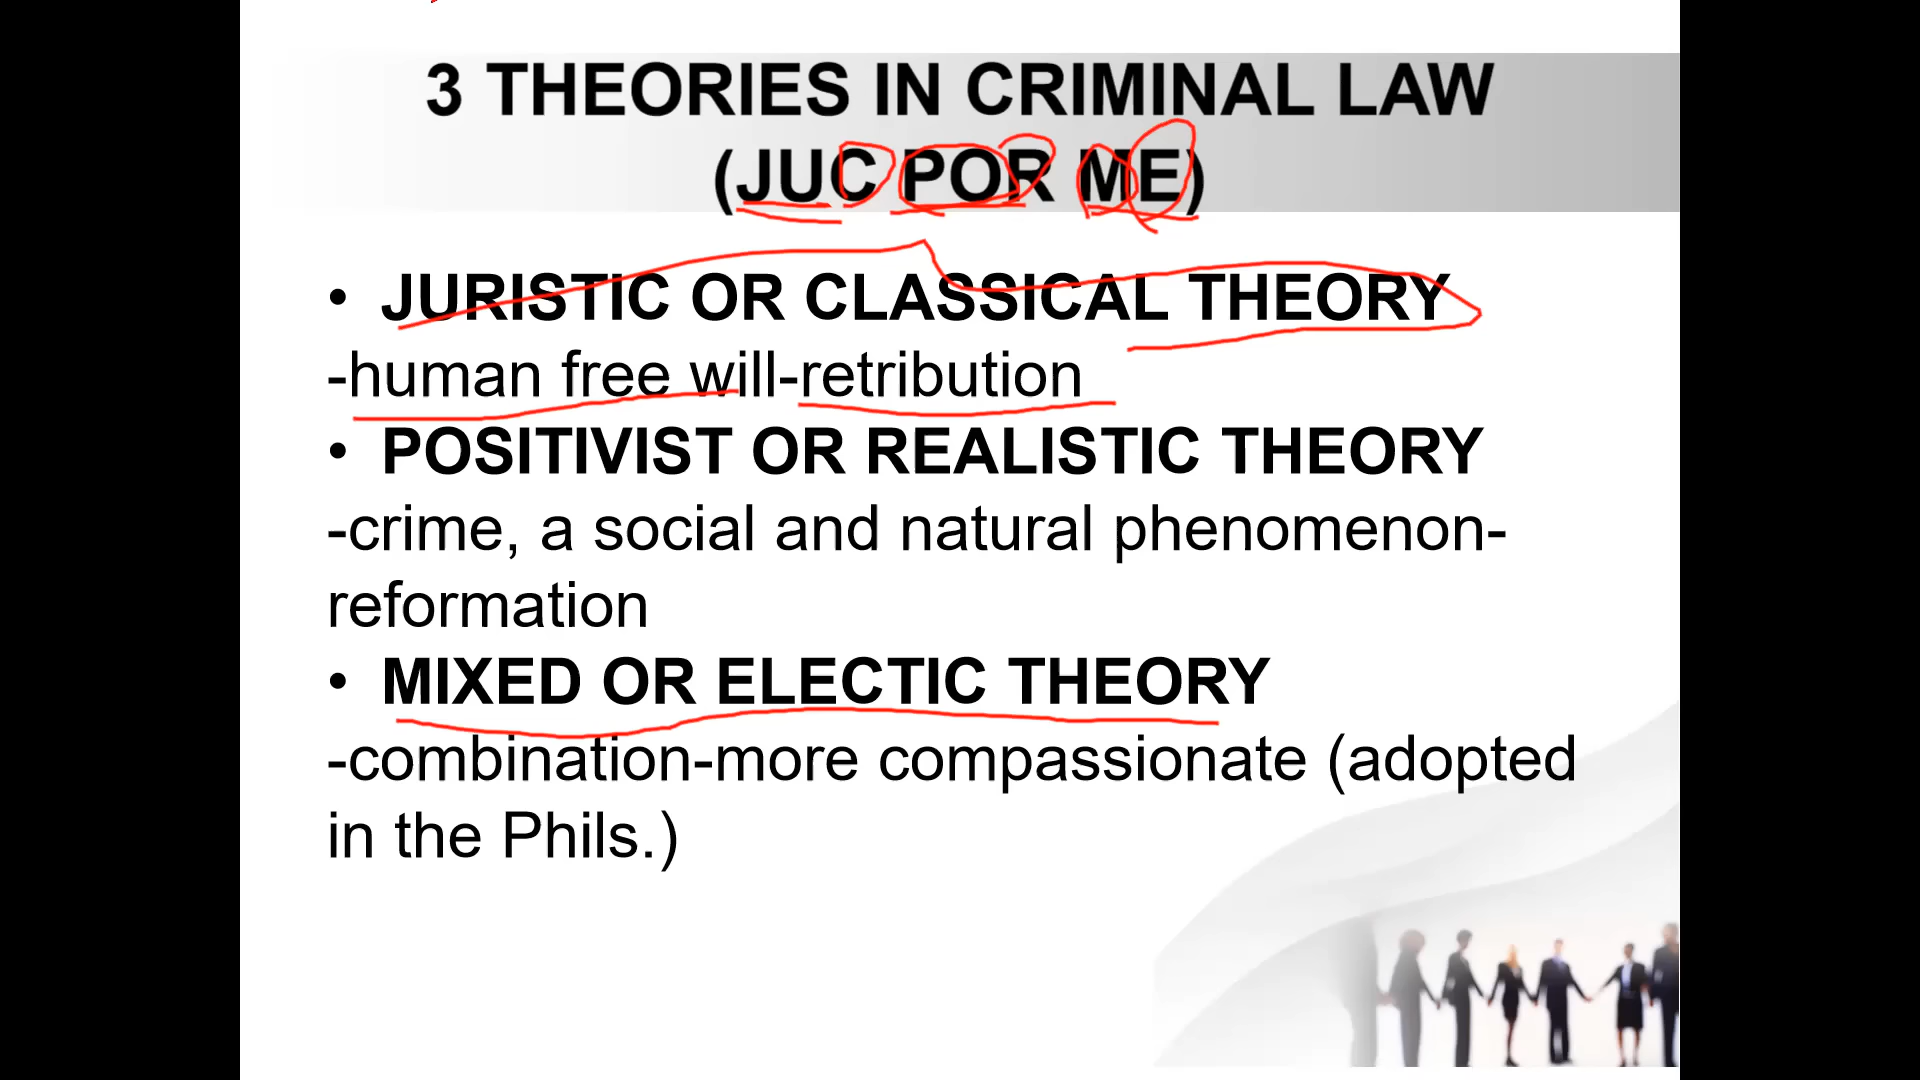 3 THEORIES IN CRIMINAL LAW
(JUC POR ME)
• JURISTIC OR CLASSICAL THEORY
-human free will-retribution
• POSITIVIST OR REALISTIC THEORY
-crime, a social and natural phenomenon-
reformation
• MIXED OR ELECTIC THEORY
-combination-more compassionate (adopted
in the Phils.)